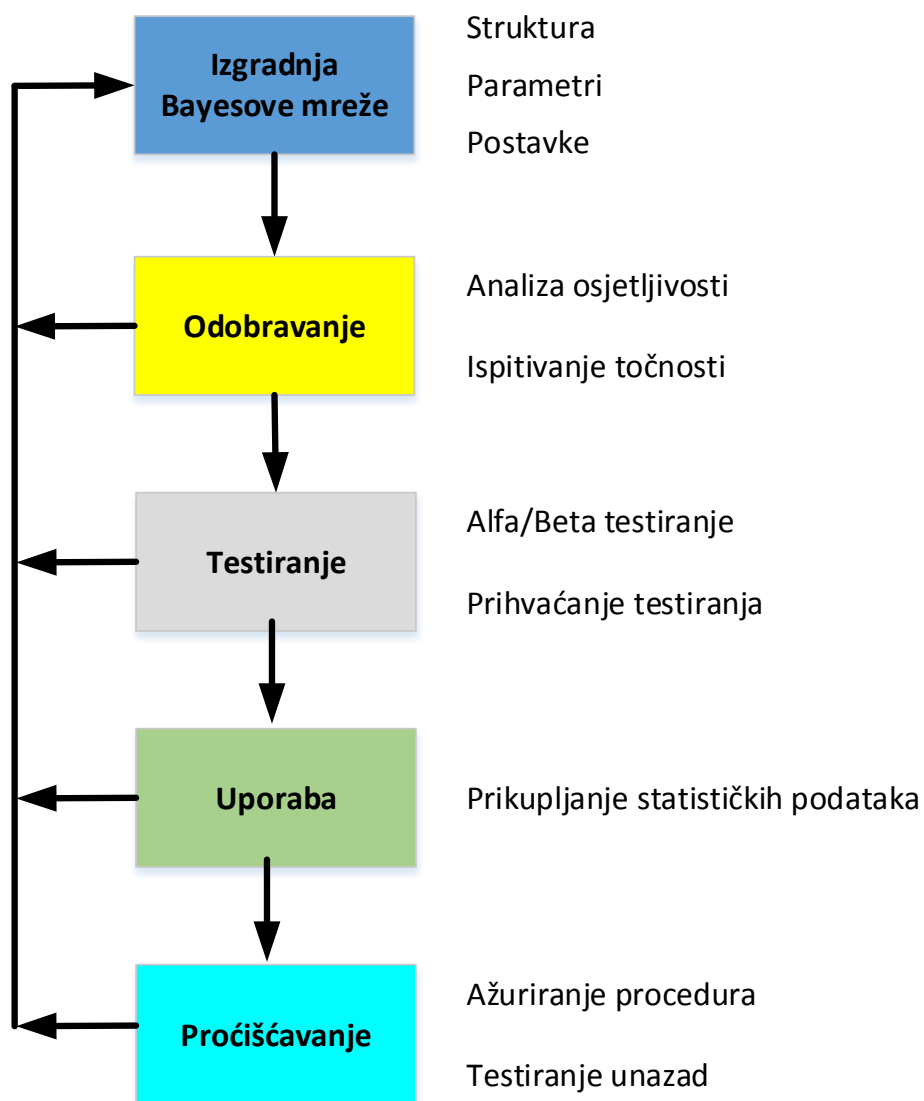 Izgradnja
Bayesove mreže
Struktura
Parametri
Postavke
Odobravanje
Analiza osjetljivosti
Ispitivanje točnosti
Testiranje
Alfa/Beta testiranje
Prihvaćanje testiranja
Uporaba
Prikupljanje statističkih podataka
Proćišćavanje
Ažuriranje procedura
Testiranje unazad